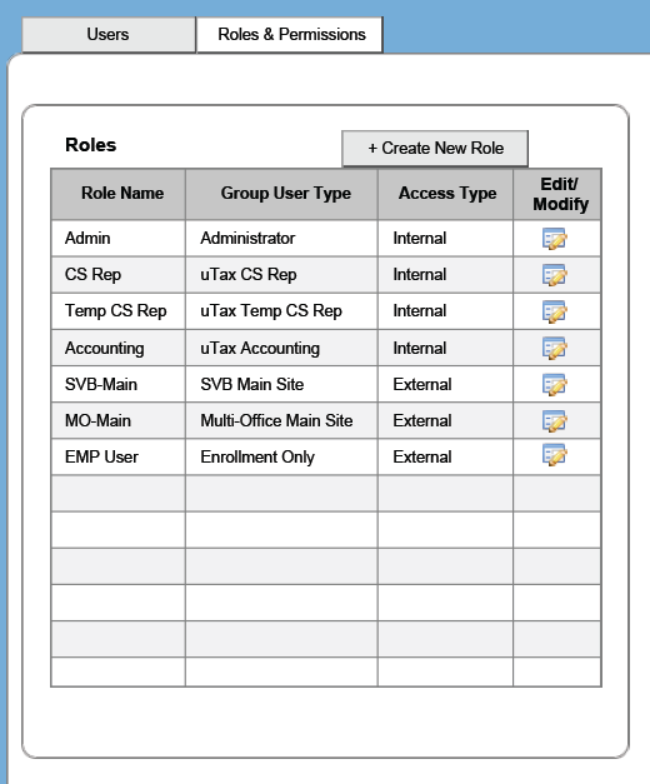 Users Roles & Permissions
Roles + Create New Role
Role Name Group User Type Access Type Edit/
Modify
Admin Administrator Internal
CS Rep uTax CS Rep Internal
Temp CS Rep uTax Temp CS Rep Internal
Accounting uTax Accounting Internal
SVB-Main SVB Main Site External
MO-Main Multi-Office Main Site External
EMP User Enrollment Only External